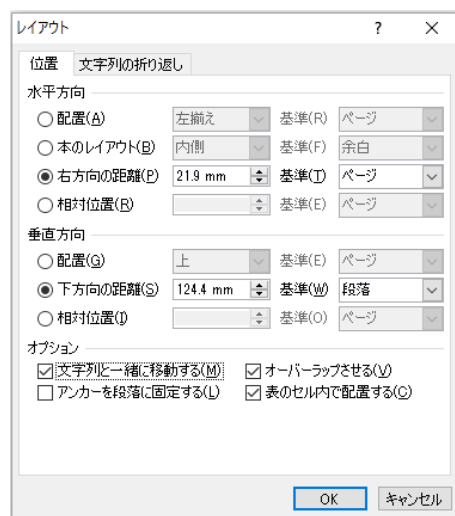 レイアウト ? ×
位置 文字列の折り返し
水平方向
配置(A) 左揃え 基準(R) ページ
本のレイアウト(B) 内側 基準(F) 余白
右方向の距離(P) 21.9 mm 基準(T) ページ
相対位置(R) 基準(E) ページ
垂直方向
配置(G) 上 基準(E) ページ
下方向の距離(S) 124.4 mm 基準(W) 段落
相対位置(I) 基準(O) ページ
オプション
文字列と一緒に移動する(M) オーバーラップさせる(V)
アンカーを段落に固定する(L) 表のセル内で配置する(C)
OK キャンセル